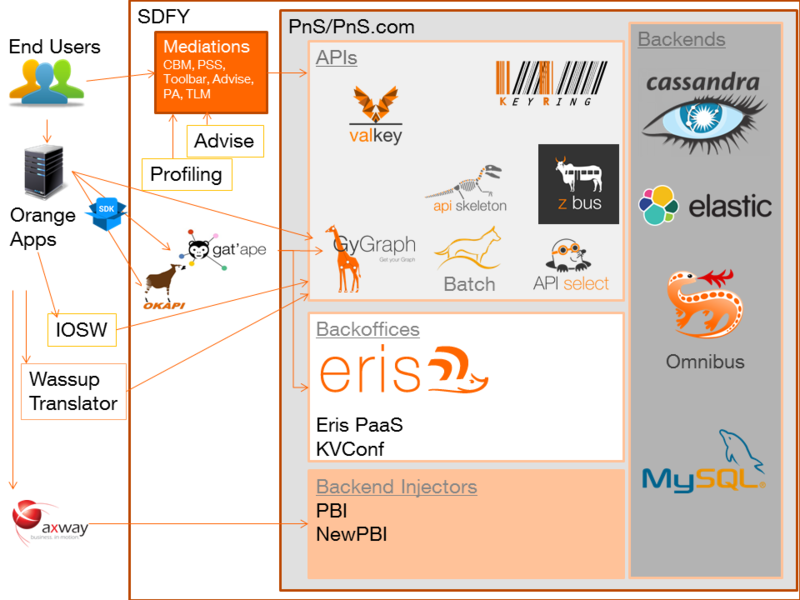 SDFY
PnS/PnS.com
End Users
Mediations
CBM, PSS,
Toolbar, Advise,
PA, TLM
APIs
Backends
valkey
KEYRING
cassandra
Advise
Profiling
SDK
api skeleton
z bus
elastic
Orange
Apps
gat'ape
GyGraph
Get your Graph
Batch
API select
OKAPI
IOSW
Backoffices
eris
Omnibus
Wassup
Translator
Eris PaaS
KVConf
MySQL®
Backend Injectors
PBI
NewPBI
axway
business. in motion.